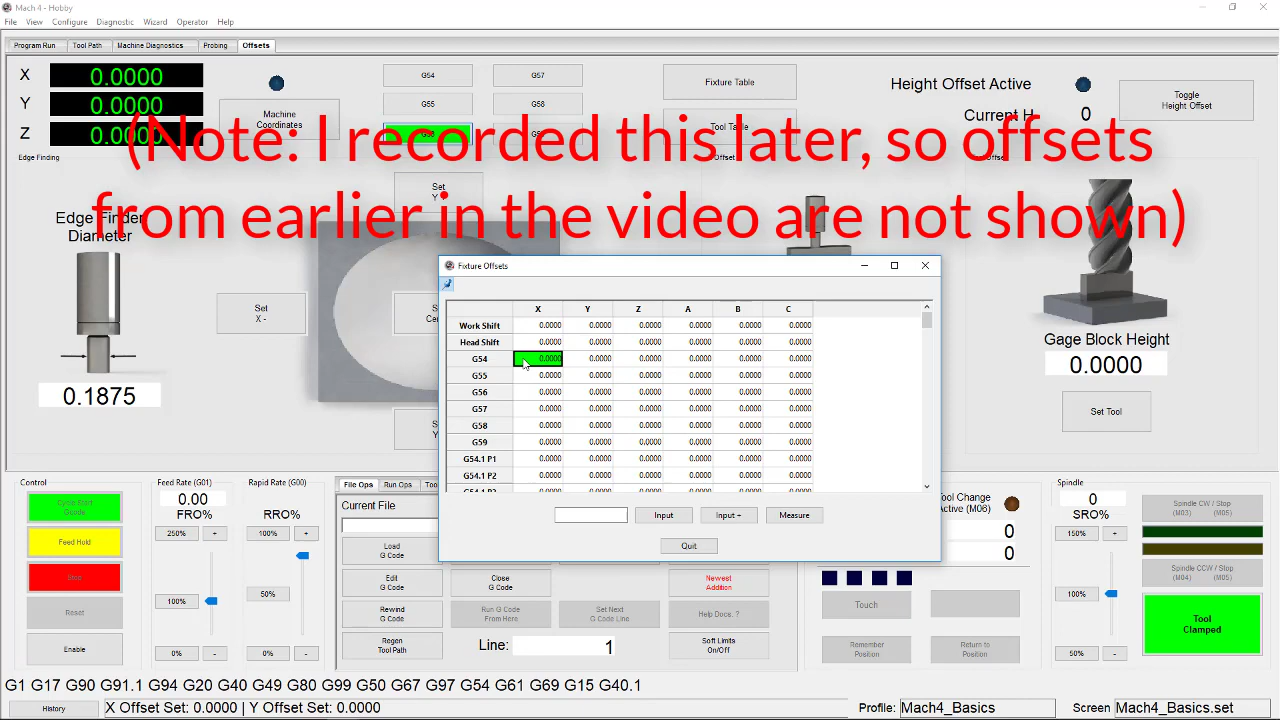 Mach 4 - Hobby
File View Configure Diagnostic Wizard Operator Help
Program Run Tool Path Machine Diagnostics Probing Offsets
X 0.0000
Y 0.0000
Z 0.0000
Machine
Coordinates
G54 G57
G55 G58
G56
Fixture Table
Tool Table
Height Offset Active
Current H 0
Toggle
Height Offset
(Note: I recorded this later, so offsets
from earlier in the video are not shown)
Edge Finding
Edge Finder
Diameter
0.1875
Set
Set
X -
Set
Gage Block Height
0.0000
Set Tool
Fixture Offsets
X Y Z A B C
Work Shift 0.0000 0.0000 0.0000 0.0000 0.0000 0.0000
Head Shift 0.0000 0.0000 0.0000 0.0000 0.0000 0.0000
G54 0.0000 0.0000 0.0000 0.0000 0.0000 0.0000
G55 0.0000 0.0000 0.0000 0.0000 0.0000 0.0000
G56 0.0000 0.0000 0.0000 0.0000 0.0000 0.0000
G57 0.0000 0.0000 0.0000 0.0000 0.0000 0.0000
G58 0.0000 0.0000 0.0000 0.0000 0.0000 0.0000
G59 0.0000 0.0000 0.0000 0.0000 0.0000 0.0000
G54.1 P1 0.0000 0.0000 0.0000 0.0000 0.0000 0.0000
G54.1 P2 0.0000 0.0000 0.0000 0.0000 0.0000 0.0000
Input Input + Measure
Quit
Control
Cycle Start
Gcode
Feed Hold
Stop
Reset
Enable
Feed Rate (G01)
0.00
FRO%
250% +
100%
0% -
Rapid Rate (G00)
RRO%
100% +
50%
0% -
File Ops Run Ops
Current File
Load
G Code
Edit
G Code
Close
G Code
Newest
Addition
Rewind
G Code
Run G Code
From Here
Set Next
G Code Line
Help Docs. ?
Regen
Tool Path
Line: 1
Soft Limits
On/Off
Tool Change
Active (M06)
0
0
Touch
Remember
Position
Return to
Position
Spindle
0
SRO%
150% +
100%
50% -
Spindle CW / Stop
(M03) (M05)
Spindle CCW / Stop
(M04) (M05)
Tool
Clamped
G1 G17 G90 G91.1 G94 G20 G40 G49 G80 G99 G50 G67 G97 G54 G61 G69 G15 G40.1
History X Offset Set: 0.0000 | Y Offset Set: 0.0000 Profile: Mach4_Basics Screen Mach4_Basics.set